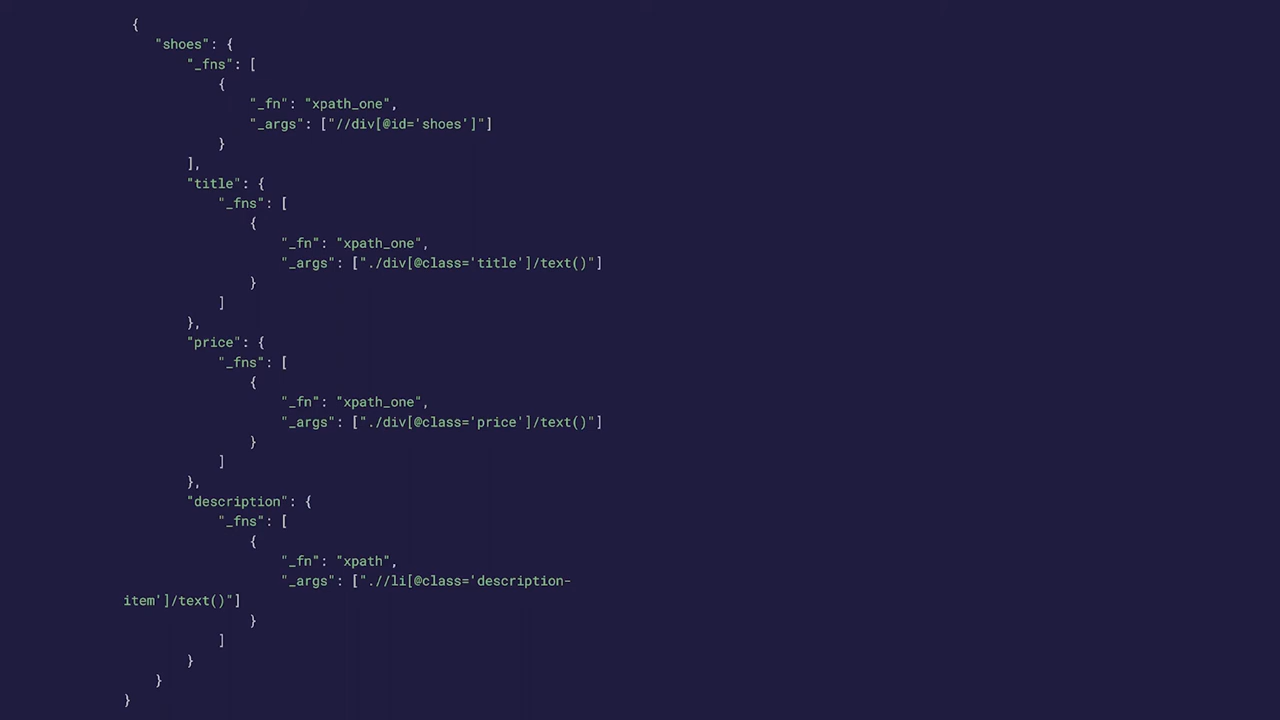 {
"shoes": {
"_fns": [
{
"_fn": "xpath_one",
"_args": ["//div[@id='shoes']"]
}
],
"title": {
"_fns": [
{
"_fn": "xpath_one",
"_args": ["./div[@class='title']/text()"]
}
]
},
"price": {
"_fns": [
{
"_fn": "xpath_one",
"_args": ["./div[@class='price']/text()"]
}
]
},
"description": {
"_fns": [
{
"_fn": "xpath",
"_args": [".//li[@class='description-
item']/text()"]
}
]
}
}
}